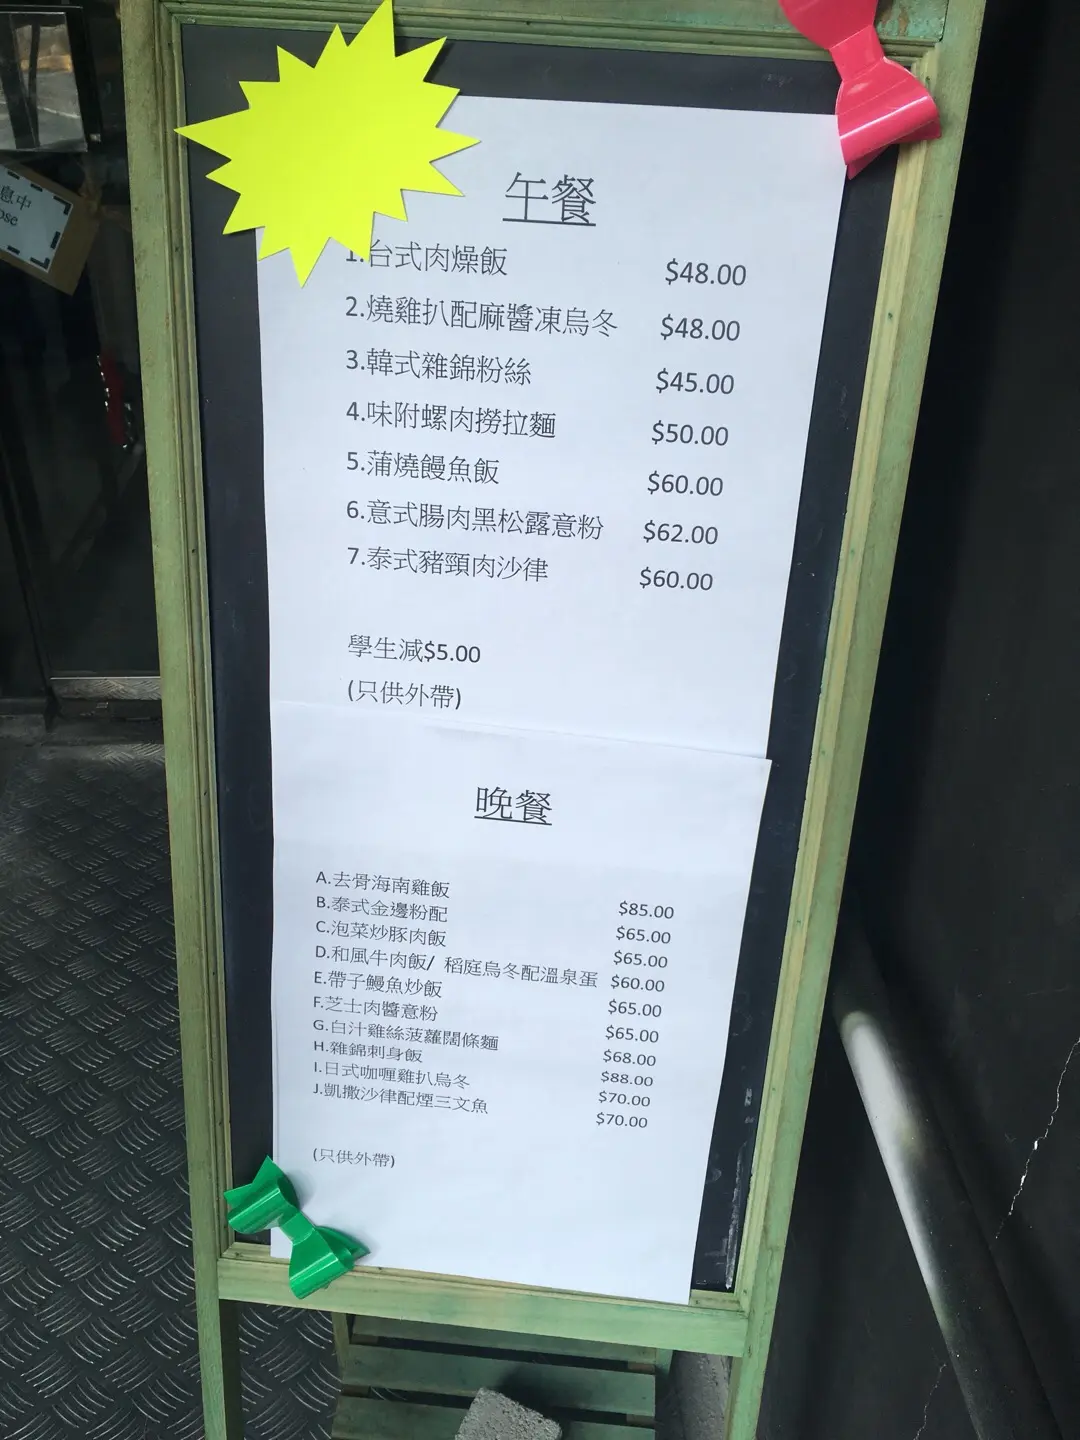 息中
ose
午餐
1.台式肉燥飯 $48.00
2.燒雞扒配麻醬凍烏冬 $48.00
3.韓式雜錦粉絲 $45.00
4.味附螺肉撈拉麵 $50.00
5.蒲燒饅魚飯 $60.00
6.意式腸肉黑松露意粉 $62.00
7.泰式豬頸肉沙律 $60.00
學生減$5.00
(只供外帶)
晚餐
A.去骨海南雞飯 $85.00
B.泰式金邊粉配 $65.00
C.泡菜炒豚肉飯 $65.00
D.和風牛肉飯/ 稻庭烏冬配溫泉蛋 $60.00
E.帶子鰻魚炒飯 $65.00
F.芝士肉醬意粉 $65.00
G.白汁雞絲菠蘿闊條麵 $68.00
H.雜錦刺身飯 $88.00
I.日式咖喱雞扒烏冬 $70.00
J.凱撒沙律配煙三文魚 $70.00
(只供外帶)